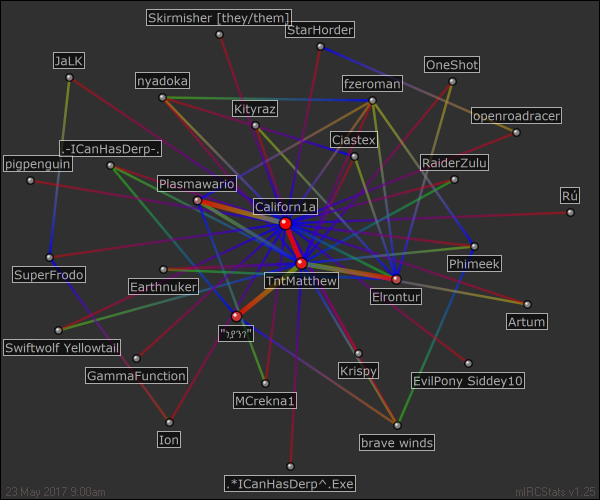 Skirmisher [they/them]
StarHorder
JaLK
OneShot
nyadoka
fzeroman
Kityraz
openroadracer
Ciastex
.-ICanHasDerp-.
pigpenguin
RaiderZulu
Plasmawario
Rú
Californ1a
Phimeek
SuperFrodo
TntMatthew
Earthnuker
Elrontur
Artum
Swiftwolf Yellowtail
Krispy
GammaFunction
EvilPony Siddey10
MCrekna1
Ion
brave winds
.*ICanHasDerp^.Exe
23 May 2017 9:00am
mIRCStats v1.25